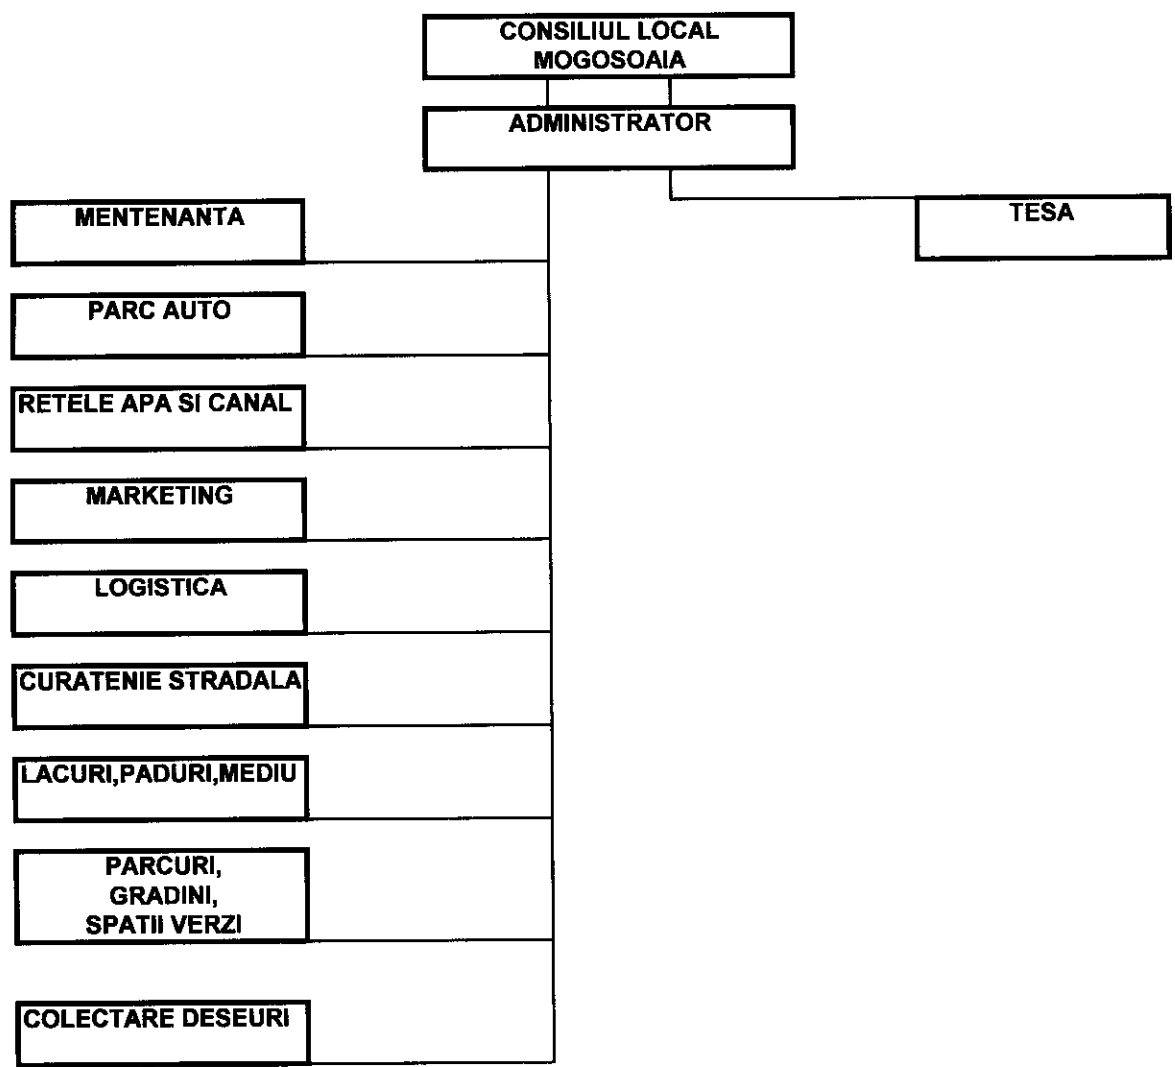 CONSILIUL LOCAL
MOGOSOAIA
ADMINISTRATOR
MENTENANTA
TESA
PARC AUTO
RETELE APA SI CANAL
MARKETING
LOGISTICA
CURATENIE STRADALA
LACURI,PADURI,MEDIU
PARCURI,
GRADINI,
SPATII VERZI
COLECTARE DESEURI